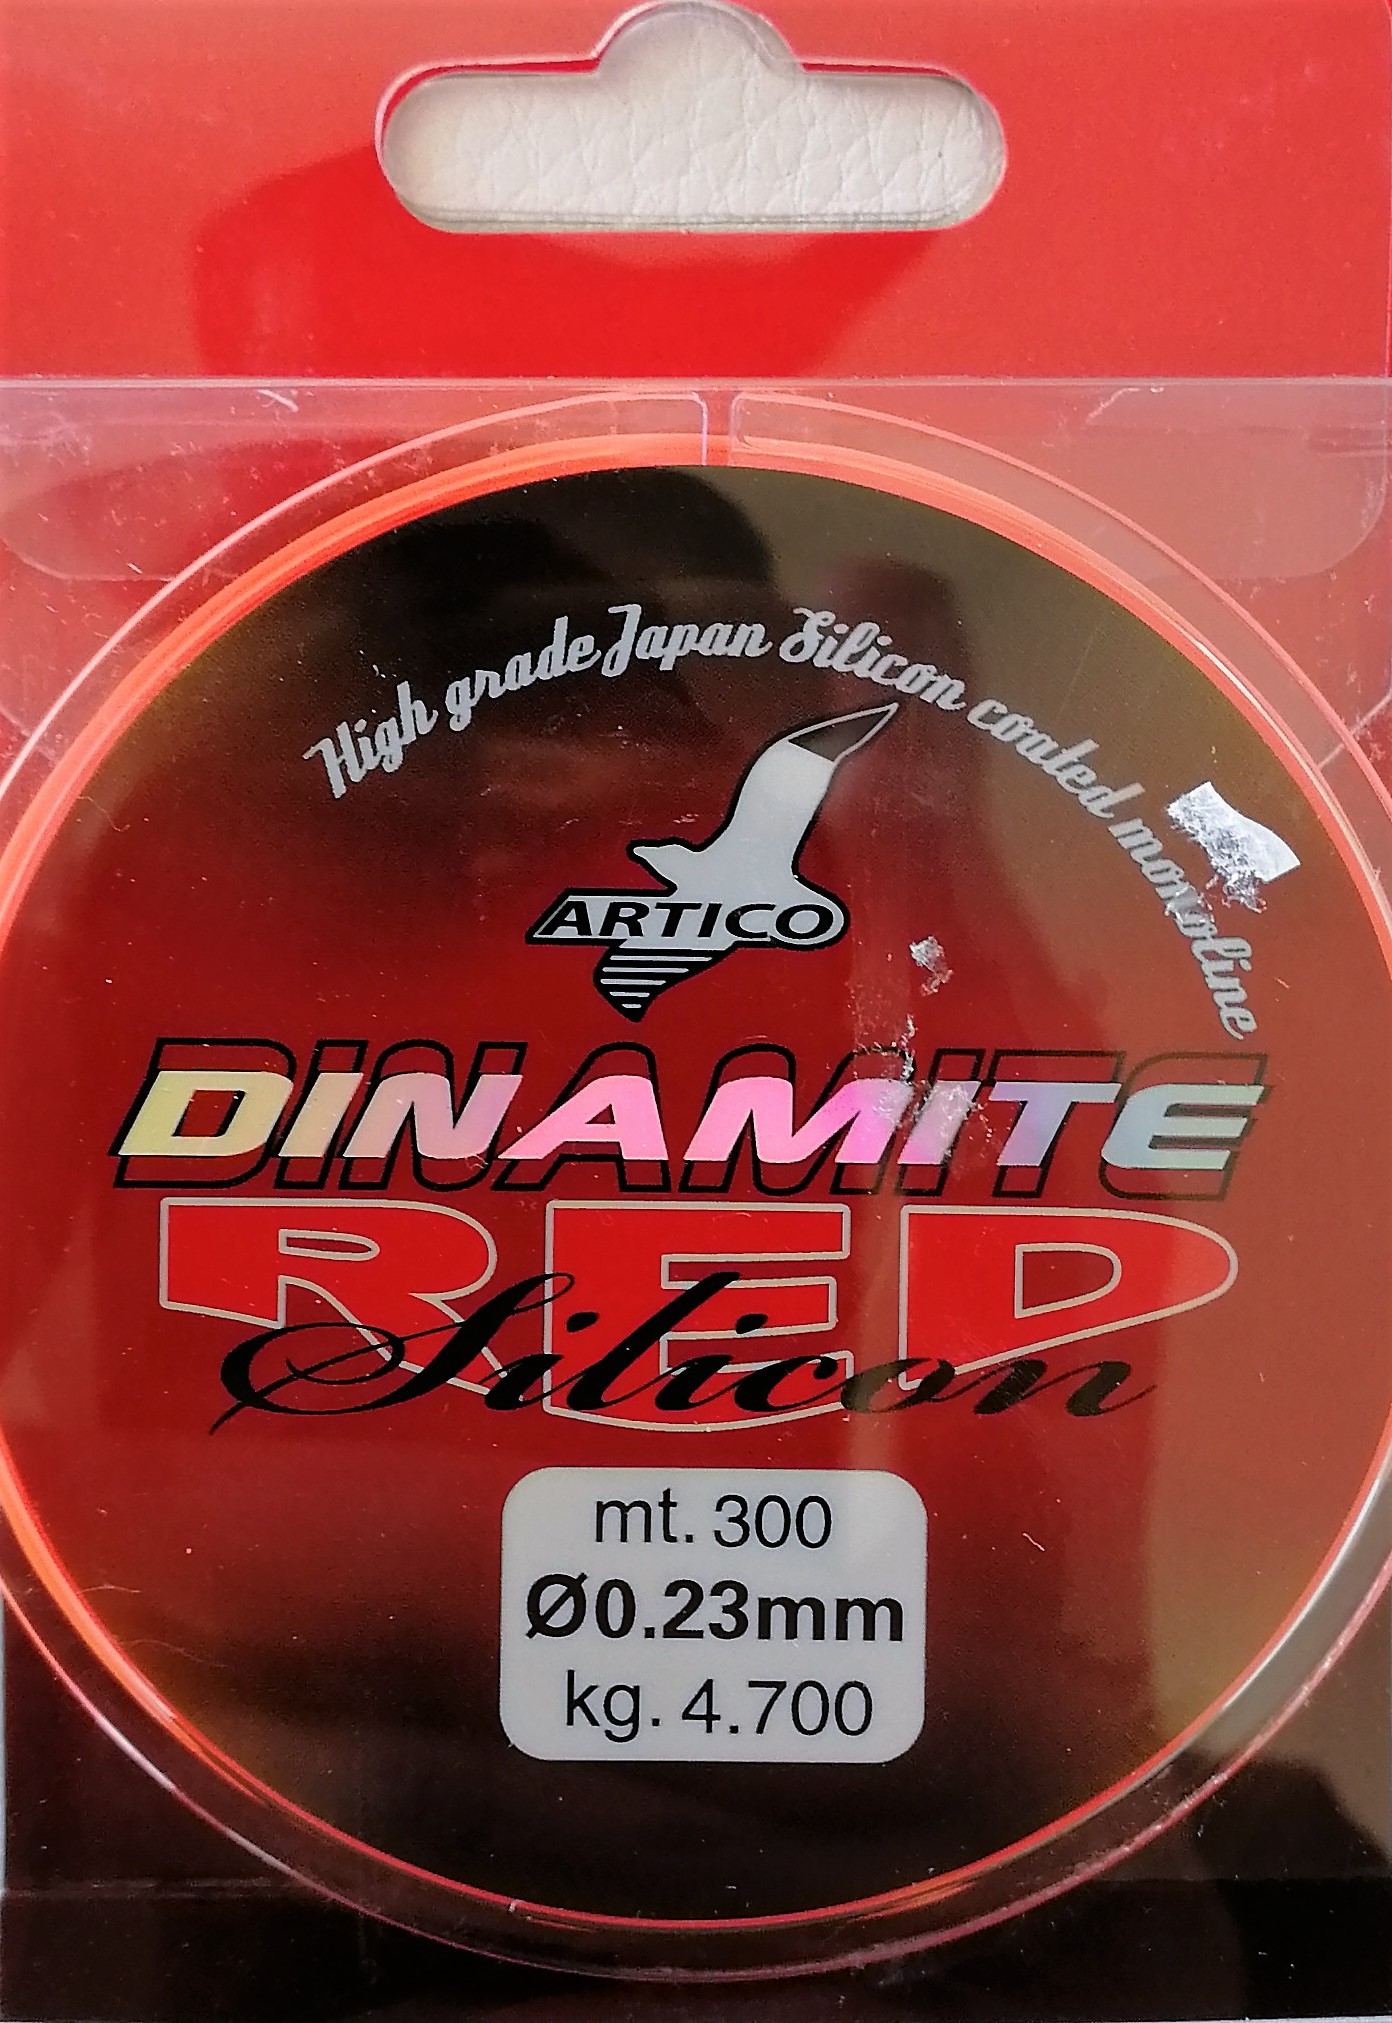 High grade Japan Silicon coated monoline
ARTICO
DINAMITE
RED
Silicon
mt. 300
Ø0.23mm
kg. 4.700